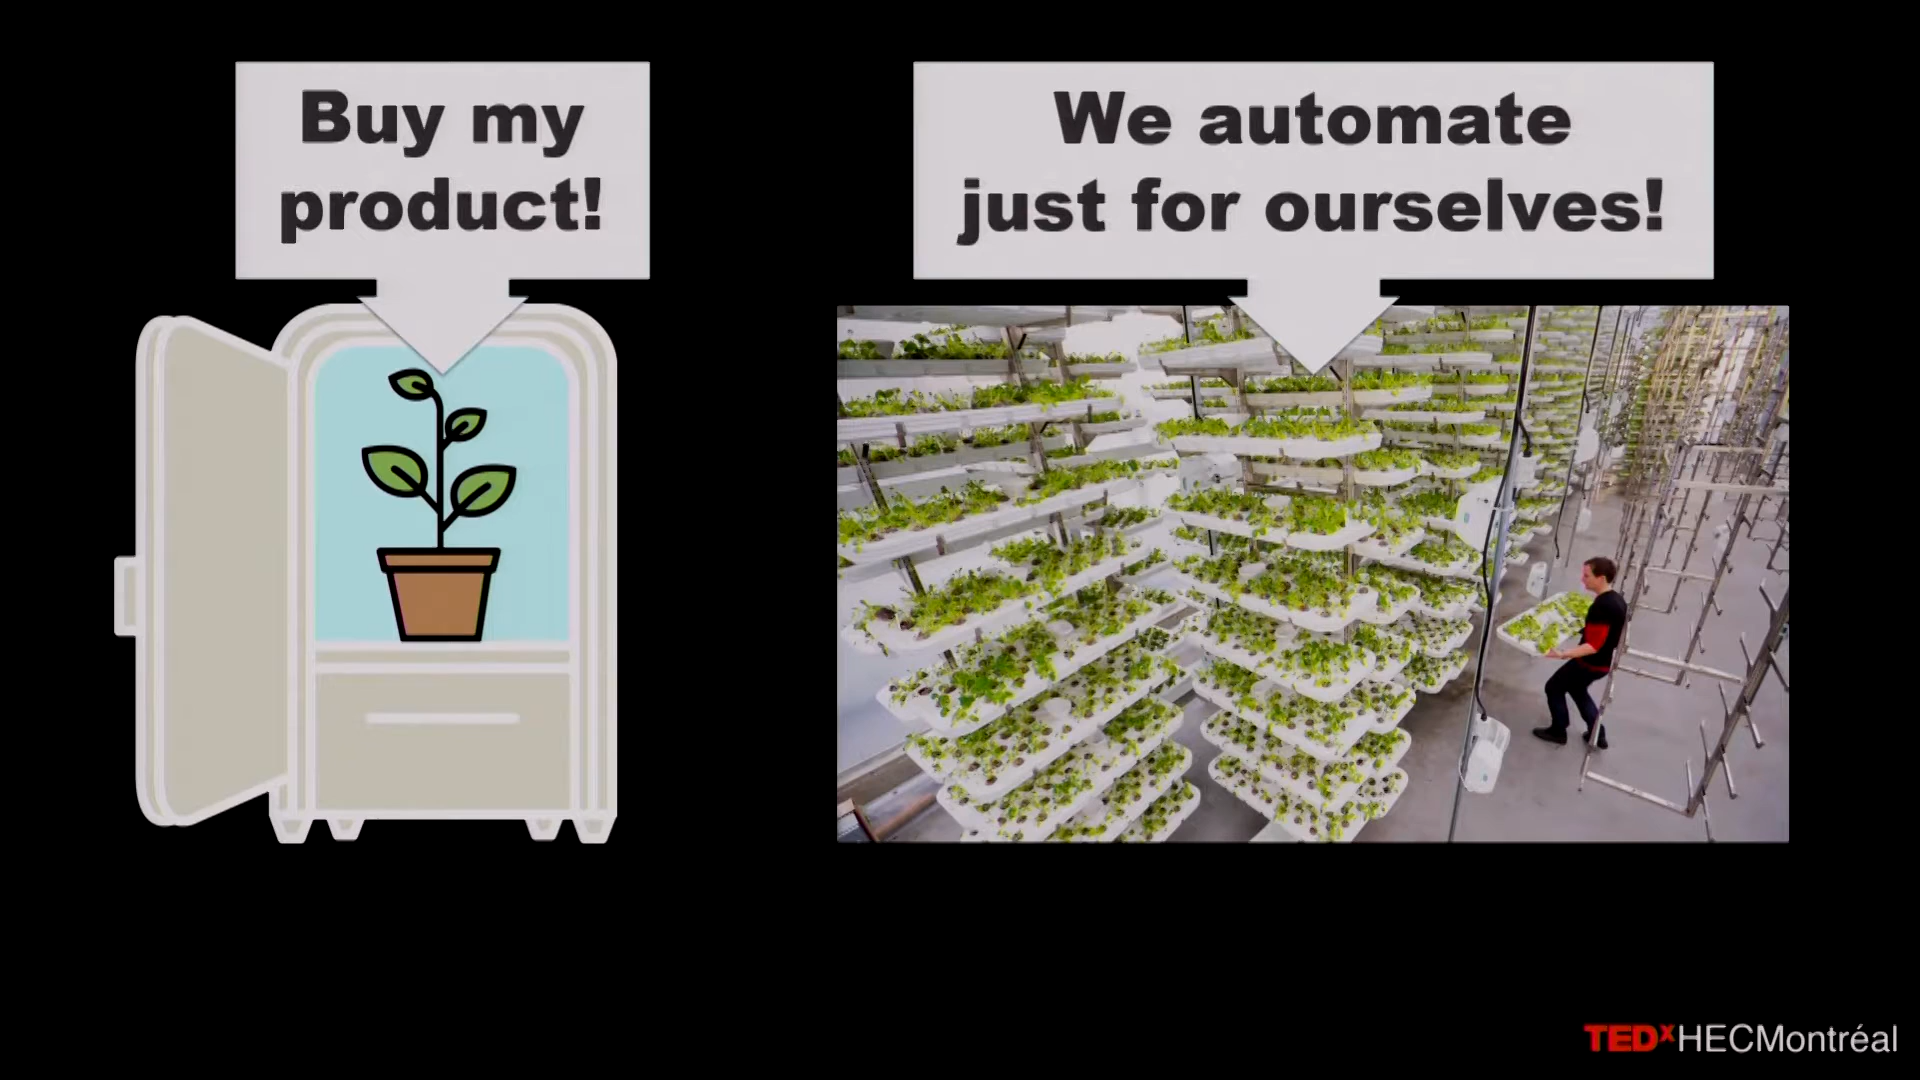 Buy my
product!
We automate
just for ourselves!
TEDxHECMontréal